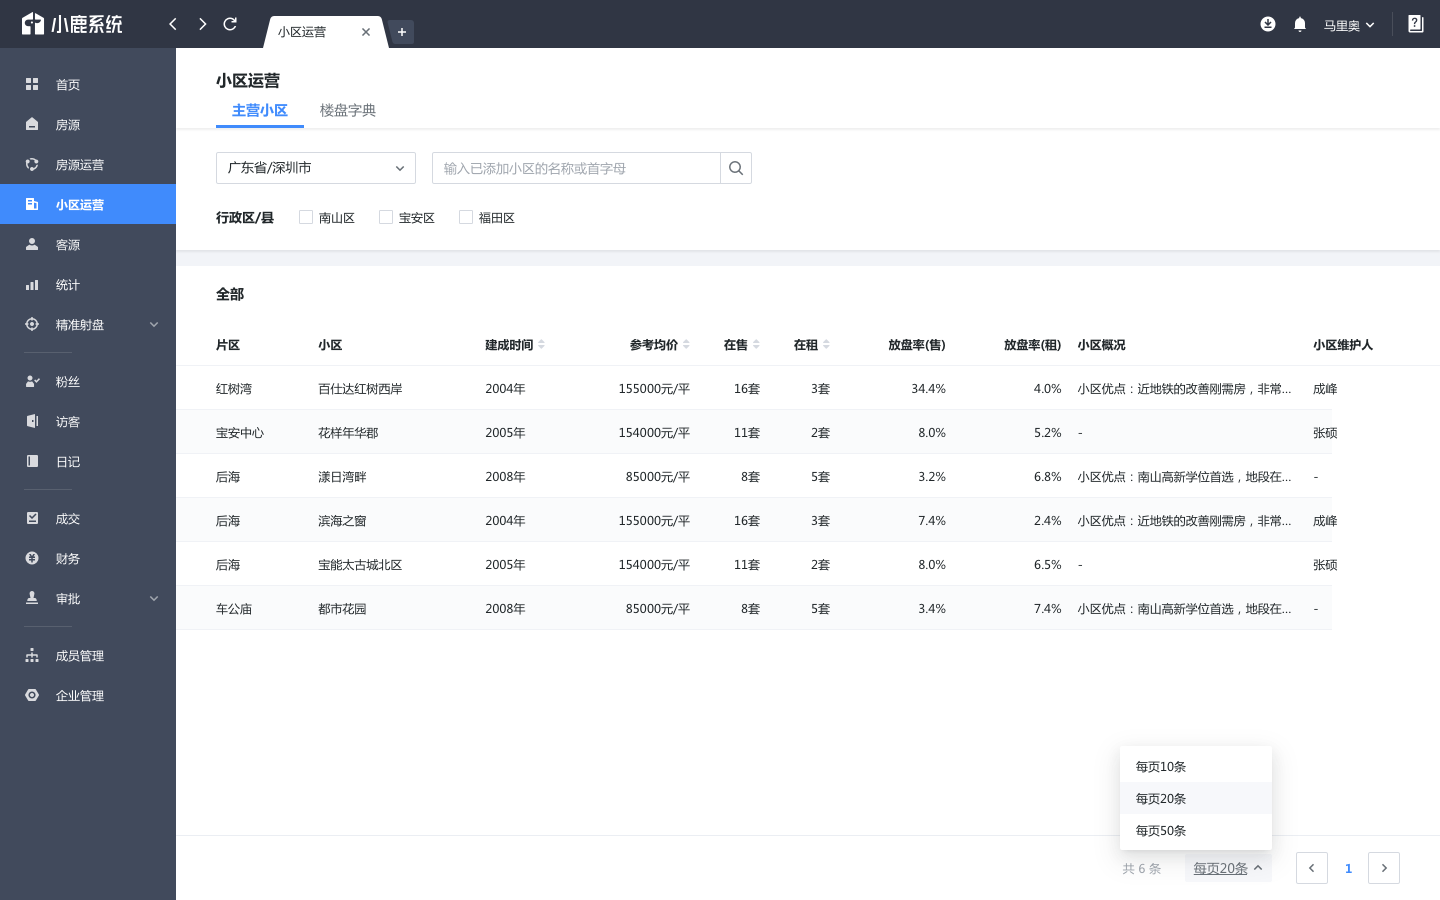 小鹿系统
小区运营
马里奥
首页
房源
房源运营
小区运营
客源
统计
精准射盘
粉丝
访客
日记
成交
财务
审批
成员管理
企业管理
小区运营
主营小区 楼盘字典
广东省/深圳市 输入已添加小区的名称或首字母
行政区/县 南山区 宝安区 福田区
全部
片区 小区 建成时间 参考均价 在售 在租 放盘率(售) 放盘率(租) 小区概况 小区维护人
红树湾 百仕达红树西岸 2004年 155000元/平 16套 3套 34.4% 4.0% 小区优点：近地铁的改善刚需房，非常... 成峰
宝安中心 花样年华郡 2005年 154000元/平 11套 2套 8.0% 5.2% - 张硕
后海 漾日湾畔 2008年 85000元/平 8套 5套 3.2% 6.8% 小区优点：南山高新学位首选，地段在... -
后海 滨海之窗 2004年 155000元/平 16套 3套 7.4% 2.4% 小区优点：近地铁的改善刚需房，非常... 成峰
后海 宝能太古城北区 2005年 154000元/平 11套 2套 8.0% 6.5% - 张硕
车公庙 都市花园 2008年 85000元/平 8套 5套 3.4% 7.4% 小区优点：南山高新学位首选，地段在... -
每页10条
每页20条
每页50条
共 6 条 每页20条 1